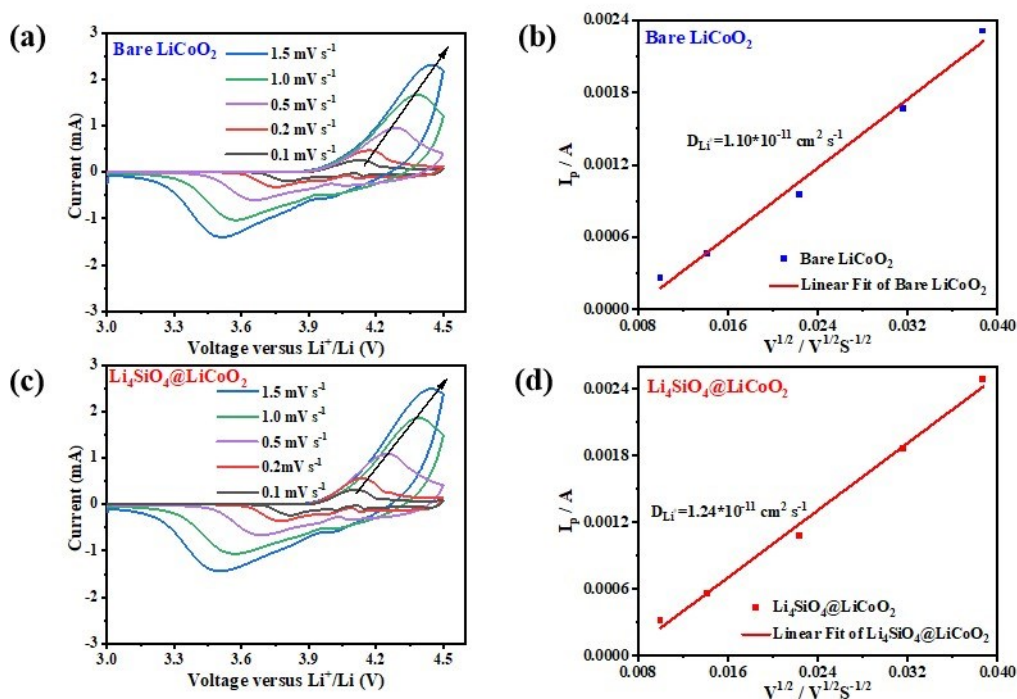 (a)
Bare LiCoO₂
1.5 mV s⁻¹
1.0 mV s⁻¹
0.5 mV s⁻¹
0.2 mV s⁻¹
0.1 mV s⁻¹
Current (mA)
3
2
1
0
-1
-2
-3
3.0 3.3 3.6 3.9 4.2 4.5
Voltage versus Li⁺/Li (V)
(b)
Bare LiCoO₂
D_Li=1.10*10⁻¹¹ cm² s⁻¹
Bare LiCoO₂
Linear Fit of Bare LiCoO₂
Iₚ / A
0.0024
0.0018
0.0012
0.0006
0.0000
0.008 0.016 0.024 0.032 0.040
V¹/² / V¹/²S⁻¹/²
(c)
Li₄SiO₄@LiCoO₂
1.5 mV s⁻¹
1.0 mV s⁻¹
0.5 mV s⁻¹
0.2mV s⁻¹
0.1 mV s⁻¹
Current (mA)
3
2
1
0
-1
-2
-3
3.0 3.3 3.6 3.9 4.2 4.5
Voltage versus Li⁺/Li (V)
(d)
Li₄SiO₄@LiCoO₂
D_Li=1.24*10⁻¹¹ cm² s⁻¹
Li₄SiO₄@LiCoO₂
Linear Fit of Li₄SiO₄@LiCoO₂
Iₚ / A
0.0024
0.0018
0.0012
0.0006
0.0000
0.008 0.016 0.024 0.032 0.040
V¹/² / V¹/²S⁻¹/²